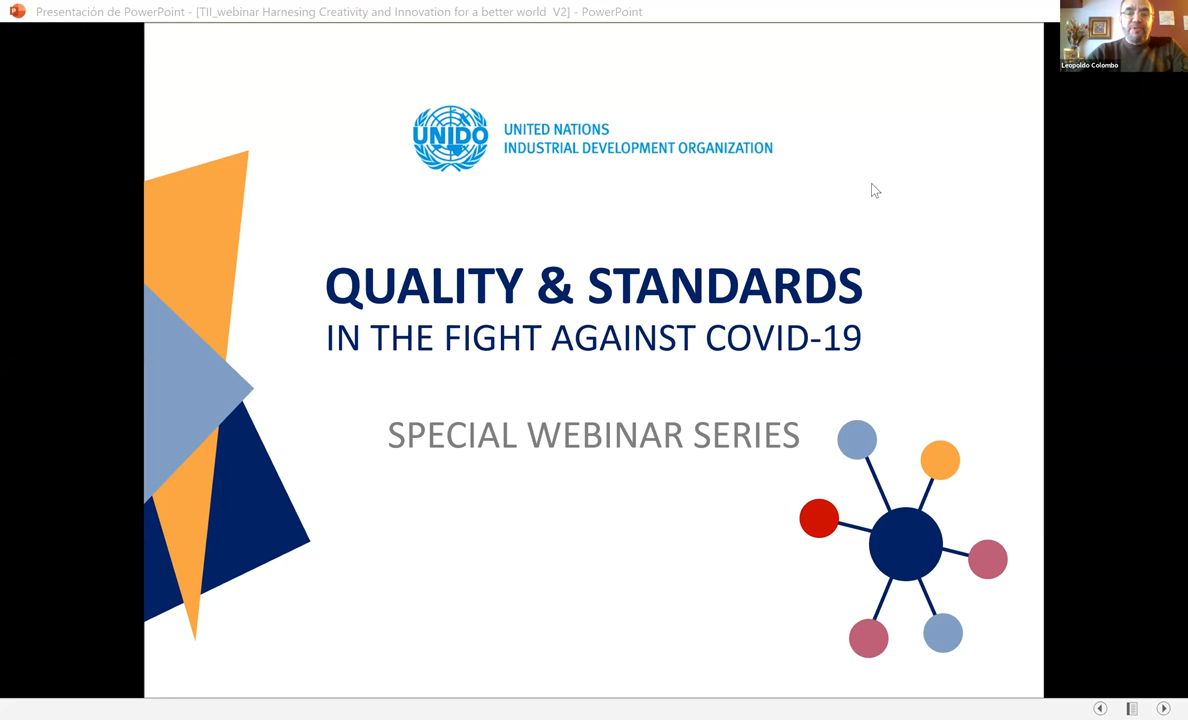 Presentación de PowerPoint - [TII_webinar Harnesing Creativity and Innovation for a better world V2] - PowerPoint
Leopoldo Colombo
UNIDO
UNITED NATIONS
INDUSTRIAL DEVELOPMENT ORGANIZATION
QUALITY & STANDARDS
IN THE FIGHT AGAINST COVID-19
SPECIAL WEBINAR SERIES